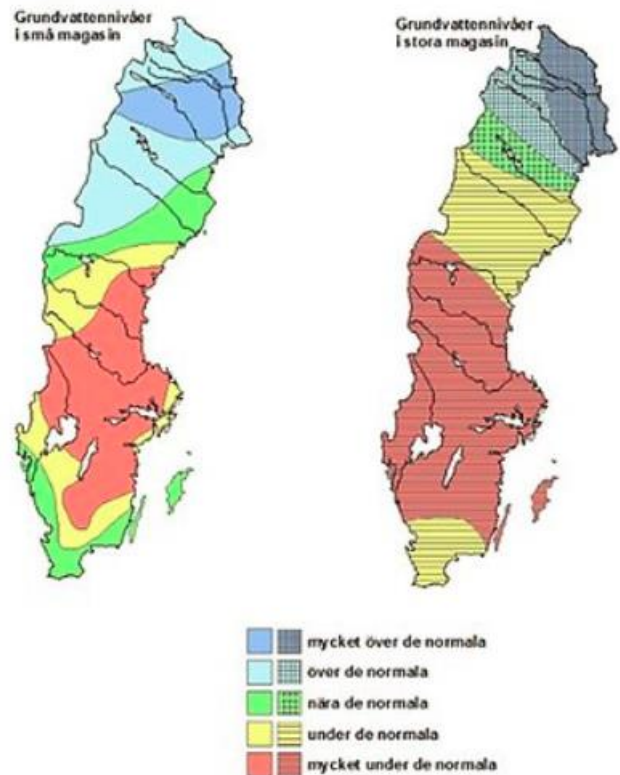 Grundvattennivåer
i små magasin
Grundvattennivåer
i stora magasin
mycket över de normala
över de normala
nära de normala
under de normala
mycket under de normala